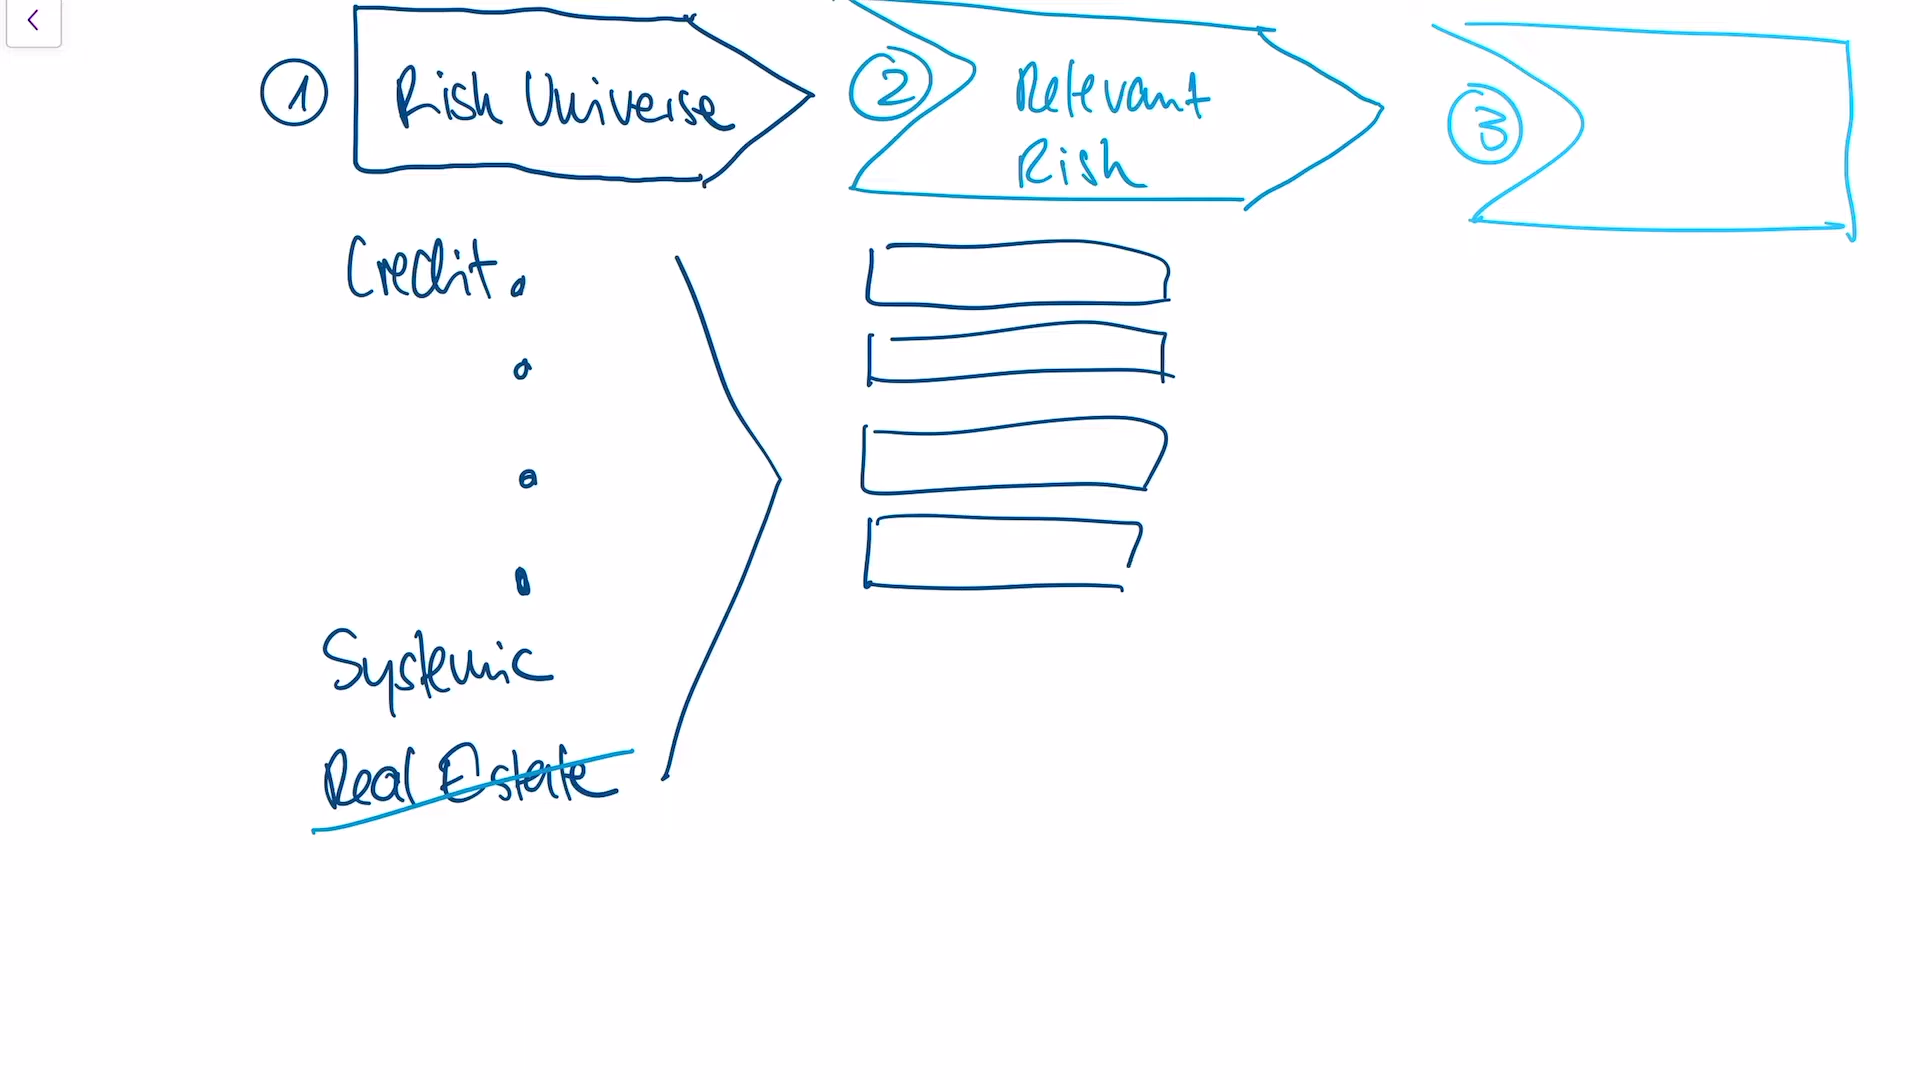 1
Risk Universe
2
Relevant
Risk
3
Credit
Systemic
Real Estate